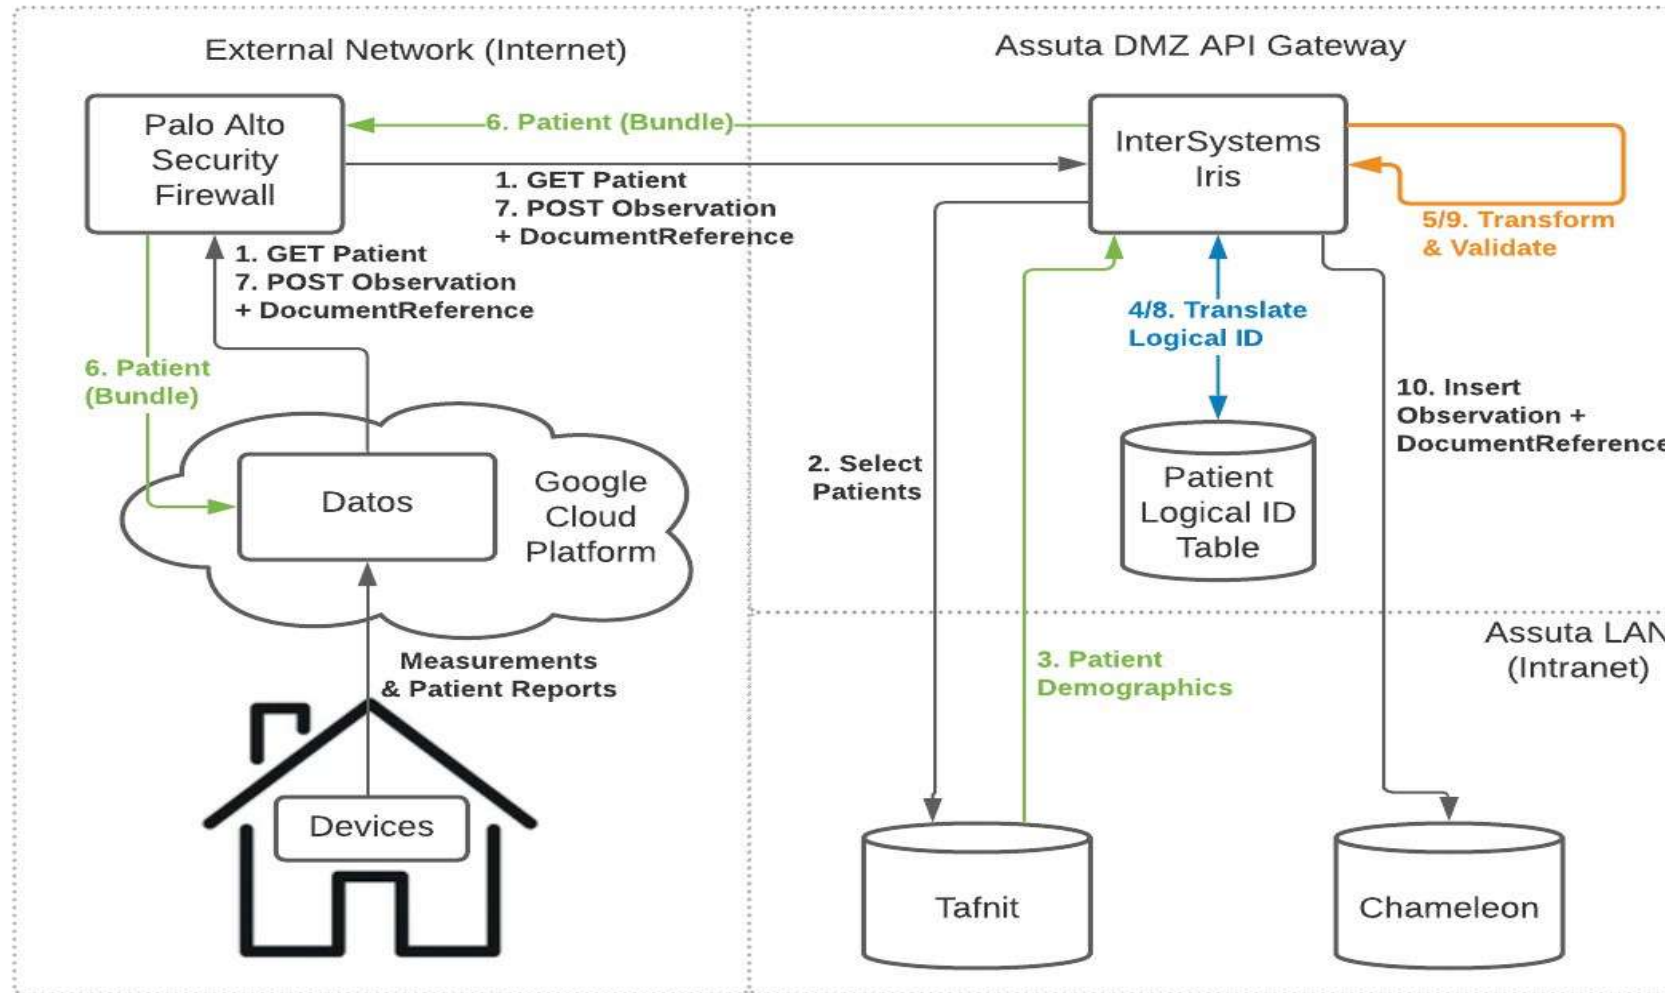 External Network (Internet)
Assuta DMZ API Gateway
Palo Alto
Security
Firewall
6. Patient (Bundle)
InterSystems
Iris
1. GET Patient
7. POST Observation
+ DocumentReference
5/9. Transform
& Validate
1. GET Patient
7. POST Observation
+ DocumentReference
4/8. Translate
Logical ID
6. Patient
(Bundle)
10. Insert
Observation +
DocumentReference
2. Select
Patients
Datos
Google
Cloud
Platform
Patient
Logical ID
Table
Assuta LAN
(Intranet)
Measurements
& Patient Reports
3. Patient
Demographics
Devices
Tafnit
Chameleon